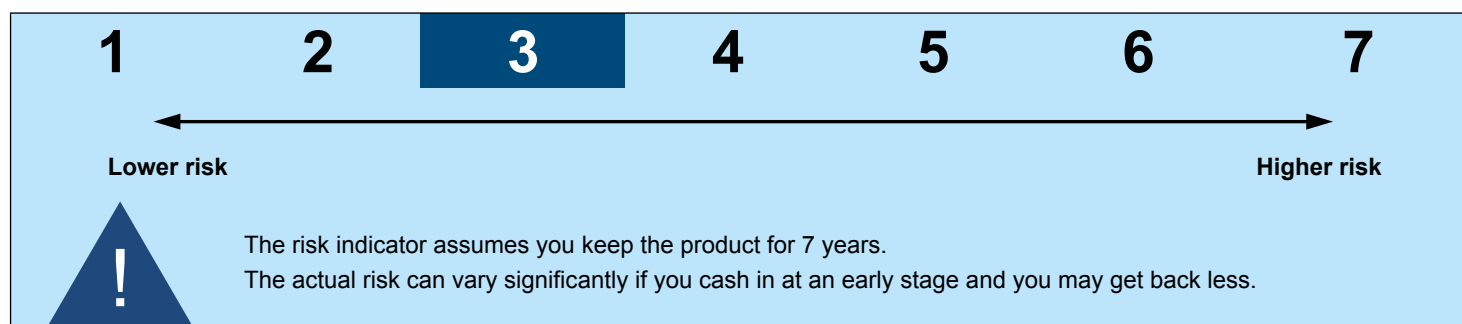 1 2 3 4 5 6 7
Lower risk Higher risk
!
The risk indicator assumes you keep the product for 7 years.
The actual risk can vary significantly if you cash in at an early stage and you may get back less.